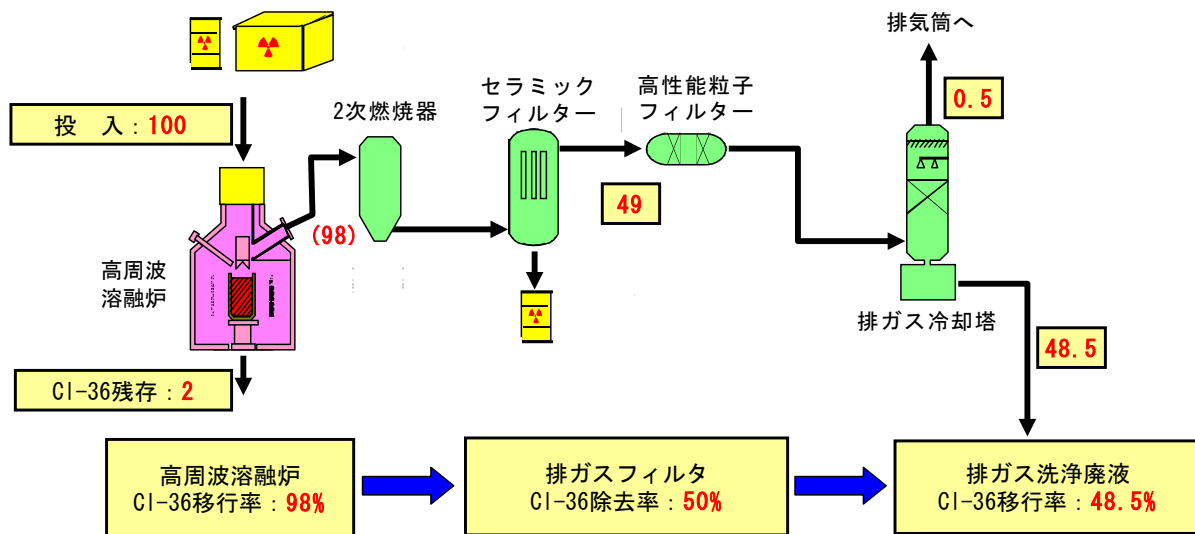 排気筒へ
投 入：100
2次燃焼器
セラミック
フィルター
高性能粒子
フィルター
0.5
(98)
49
高周波
溶融炉
排ガス冷却塔
48.5
Cl-36残存：2
高周波溶融炉
Cl-36移行率：98%
排ガスフィルタ
Cl-36除去率：50%
排ガス洗浄廃液
Cl-36移行率：48.5%